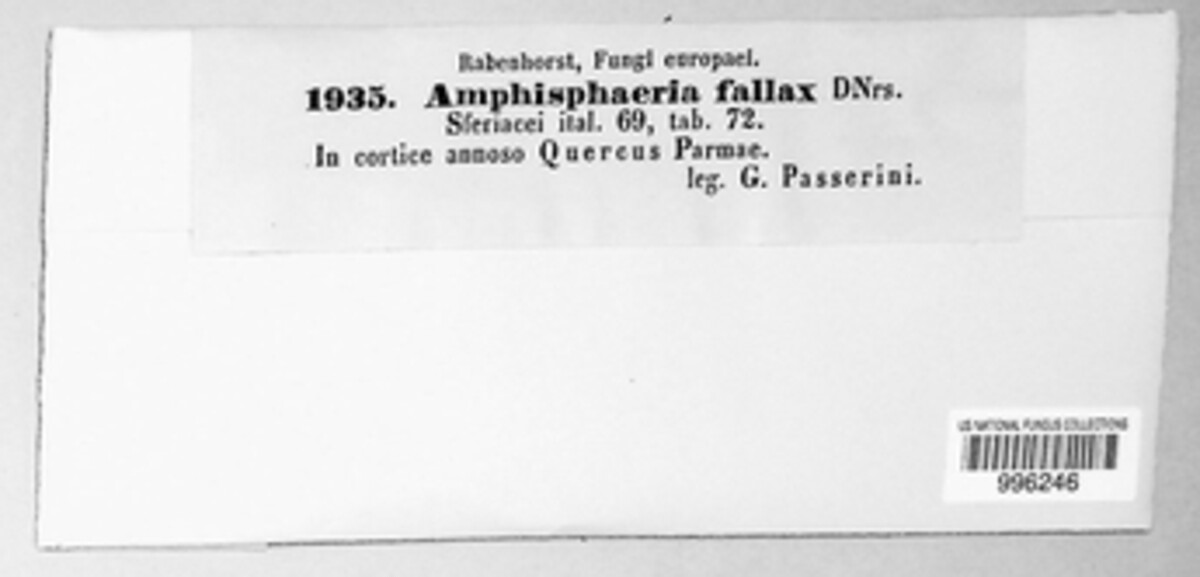 Rabenhorst, Fungi europaei.
1935. Amphisphaeria fallax DNrs.
Sferiacei ital. 69, tab. 72.
In cortice annoso Quercus Parmae.
leg. G. Passerini.
US NATIONAL FUNGUS COLLECTIONS
996246